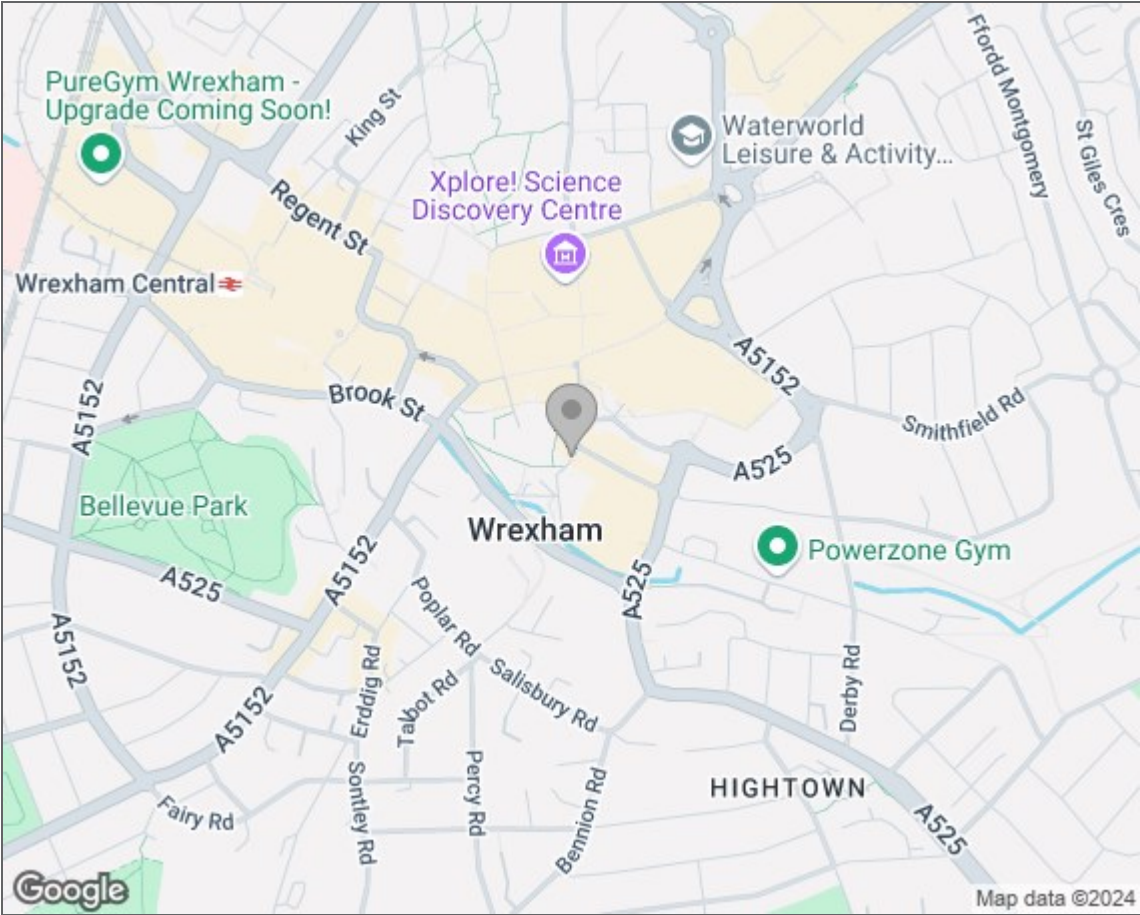 PureGym Wrexham -
Upgrade Coming Soon!
King St
Ffordd Montgomery
St Giles Cres
Waterworld
Leisure & Activity...
Xplore! Science
Discovery Centre
Regent St
Wrexham Central
A5152
Smithfield Rd
Brook St
A5152
A525
Bellevue Park
Wrexham
Powerzone Gym
A525
A5152
A525
Poplar Rd
A5152
Erddig Rd
Talbot Rd
Salisbury Rd
Derby Rd
A5152
Percy Rd
Sontley Rd
Bennion Rd
HIGHTOWN
Fairy Rd
A525
Google
Map data ©2024